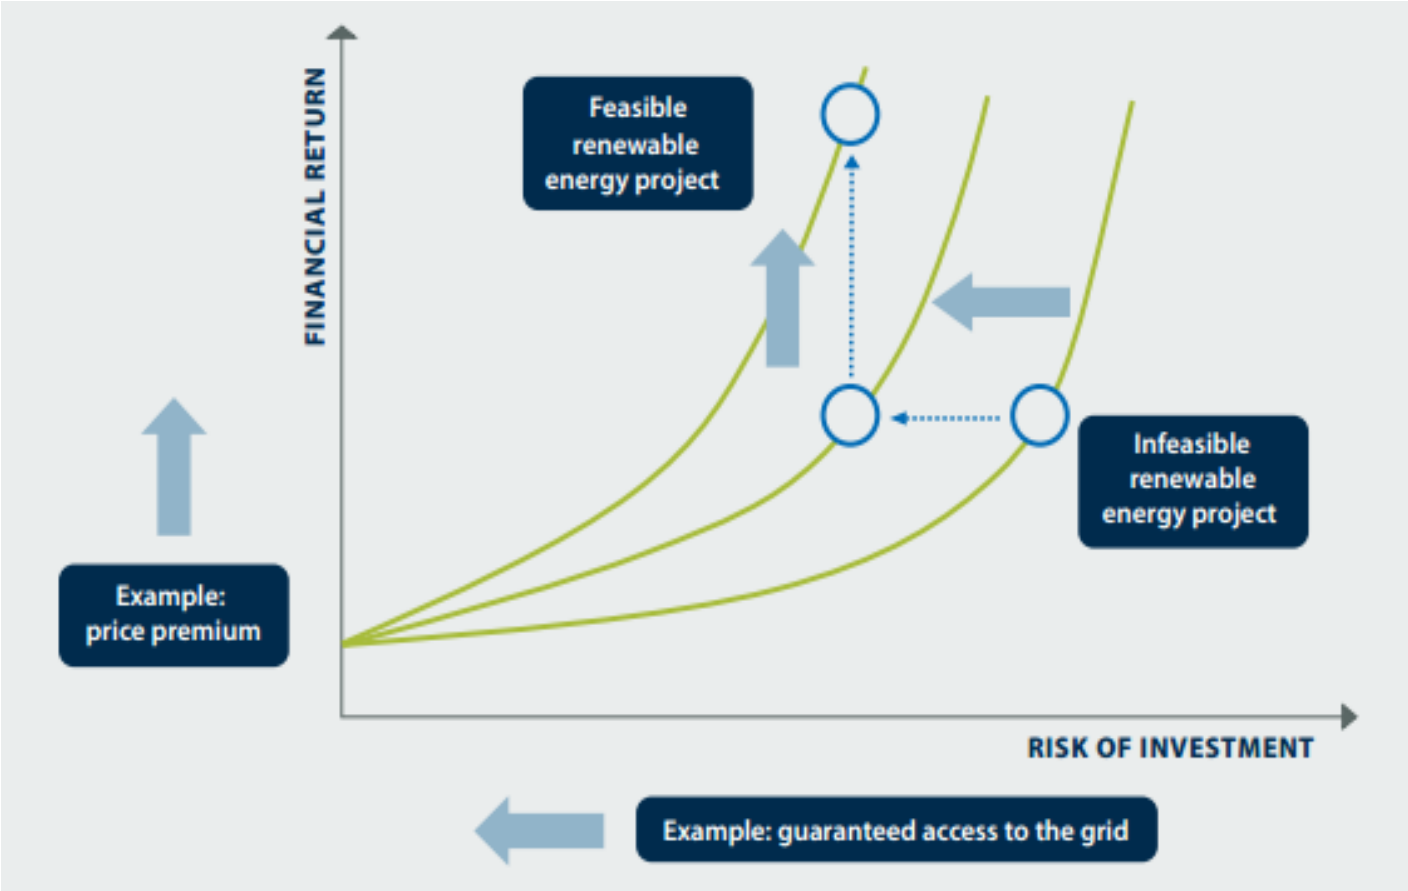 FINANCIAL RETURN
Feasible
renewable
energy project
Infeasible
renewable
energy project
Example:
price premium
RISK OF INVESTMENT
Example: guaranteed access to the grid